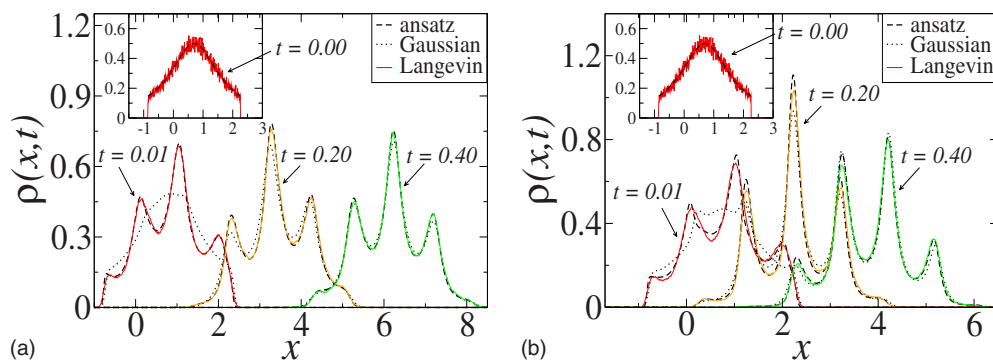 1.2
0.9
0.6
0.3
0
ρ(x,t)
0.6
0.4
0.2
0
-1 0 1 2 3
t = 0.00
ansatz
Gaussian
Langevin
t = 0.01
t = 0.20
t = 0.40
0 2 4 6 8
x
(a)
1.2
0.8
0.4
0
ρ(x,t)
0.6
0.4
0.2
0
-1 0 1 2 3
t = 0.00
ansatz
Gaussian
Langevin
t = 0.20
t = 0.01
t = 0.40
0 2 4 6
x
(b)